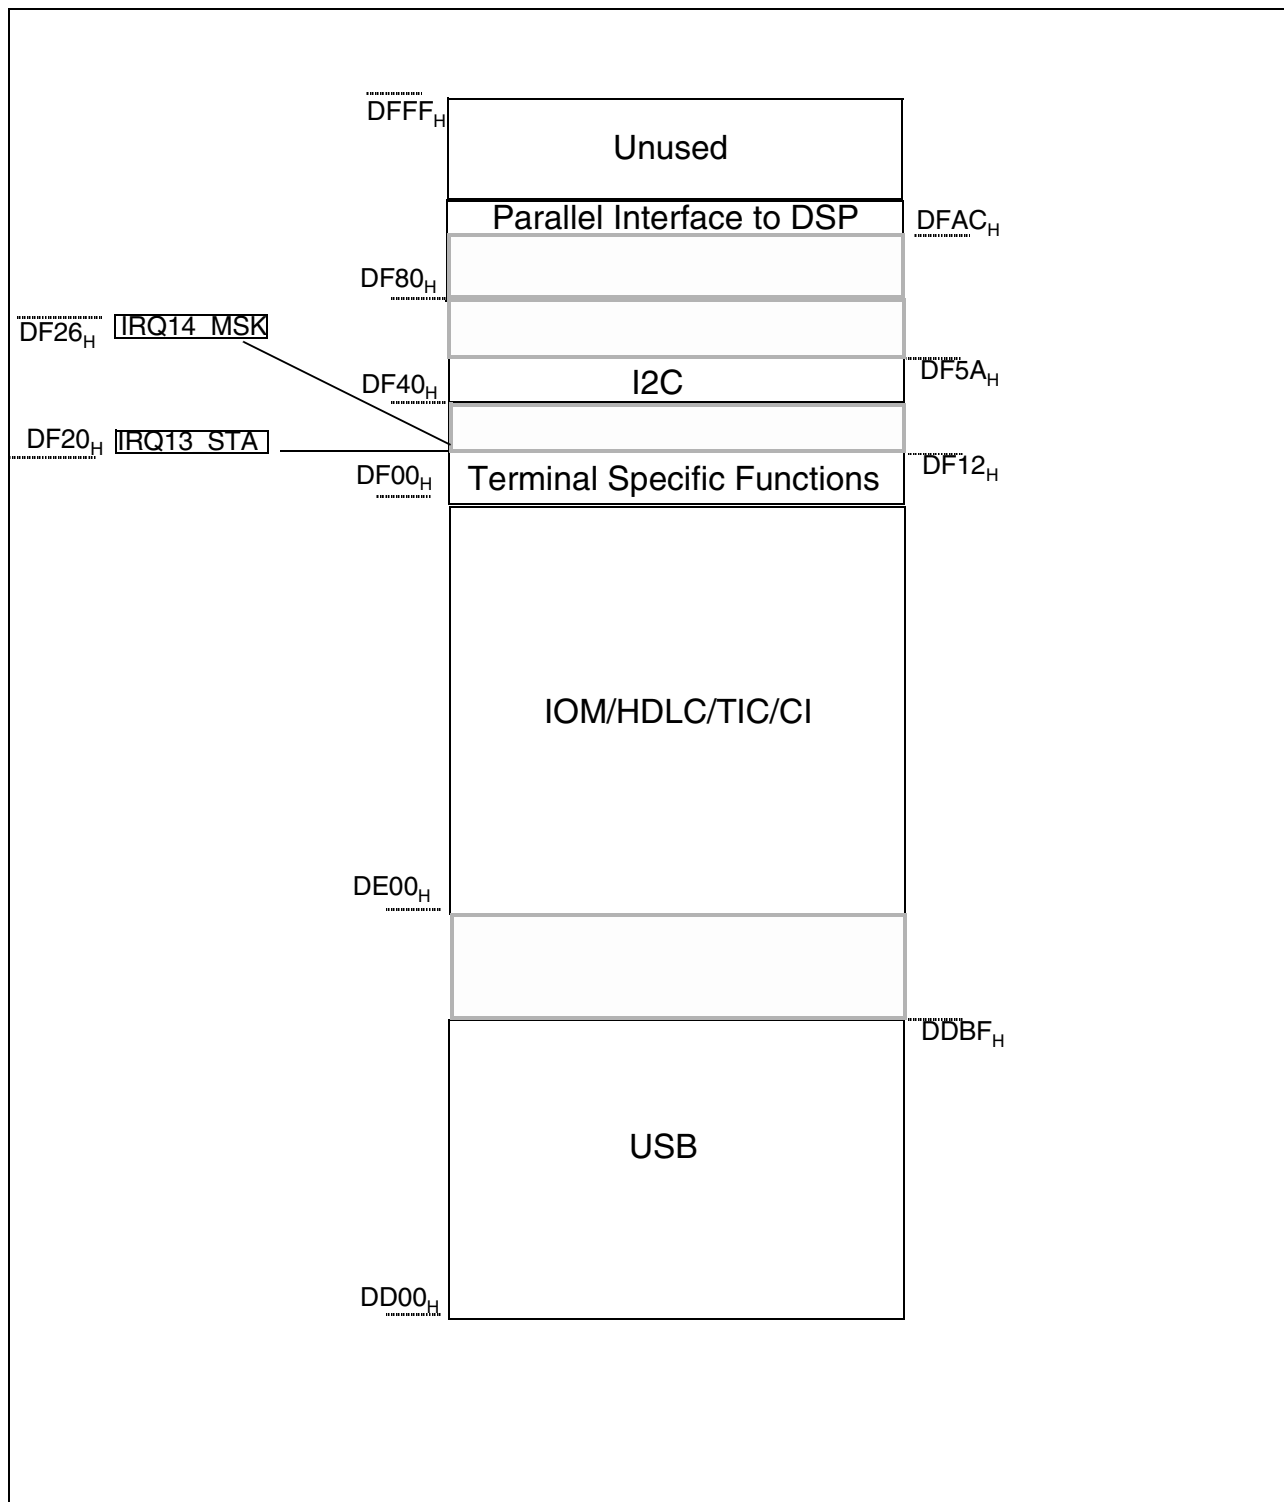 DFFFH
Unused
Parallel Interface to DSP
DFACH
DF80H
DF26H
IRQ14_MSK
DF5AH
DF40H
I2C
DF20H
IRQ13_STA
DF12H
DF00H
Terminal Specific Functions
IOM/HDLC/TIC/CI
DE00H
DDBFH
USB
DD00H